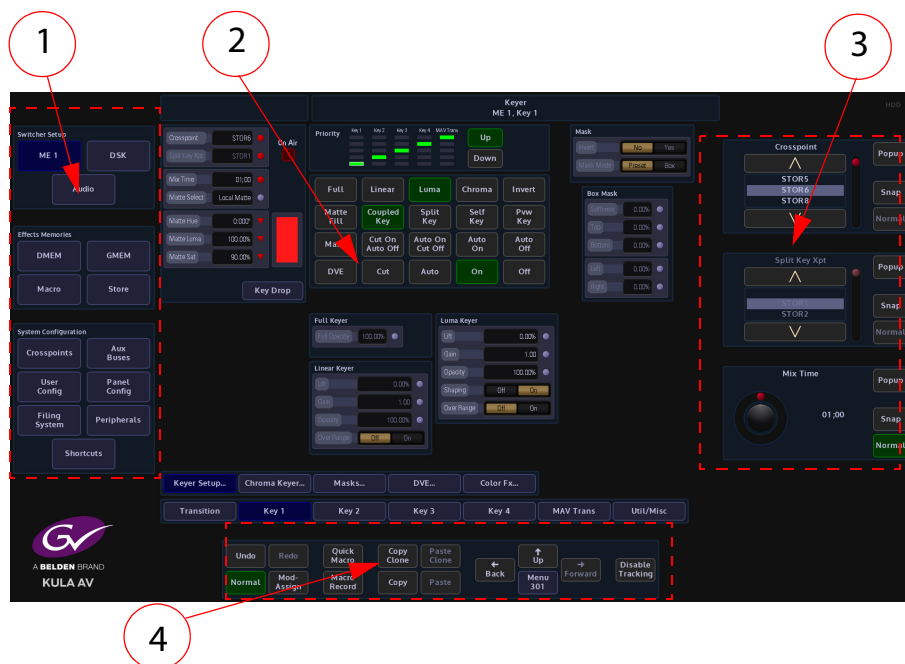 1
2
3
Keyer
ME 1, Key 1
HDD
Switcher Setup
ME 1
DSK
Audio
Effects Memories
DMEM
GMEM
Macro
Store
System Configuration
Crosspoints
Aux Buses
User Config
Panel Config
Filing System
Peripherals
Shortcuts
Crosspoint STOR6
Split Key Xpt STOR1
On Air
Mix Time 01;00
Matte Select Local Matte
Matte Hue 0.000°
Matte Luma 100.00%
Matte Sat 90.00%
Key Drop
Priority
Key 1 Key 2 Key 3 Key 4 MAV Trans
Up
Down
Full Linear Luma Chroma Invert
Matte Fill
Coupled Key
Split Key
Self Key
Pvw Key
Cut On Auto Off
Auto On Cut Off
Auto On
Auto Off
DVE Cut Auto On Off
Mask
Invert No Yes
Mask Mode Preset Box
Box Mask
Softness 0.00%
Top 0.00%
Bottom 0.00%
Left 0.00%
Right 0.00%
Full Keyer
Full Opacity 100.00%
Linear Keyer
Lift 0.00%
Gain 1.00
Opacity 100.00%
Over Range Off On
Luma Keyer
Lift 0.00%
Gain 1.00
Opacity 100.00%
Shaping Off On
Over Range Off On
Crosspoint
STOR5
STOR6
STOR8
Popup
Snap
Normal
Split Key Xpt
STOR1
STOR2
Popup
Snap
Normal
Mix Time
01;00
Popup
Snap
Normal
Keyer Setup... Chroma Keyer... Masks... DVE... Color Fx...
Transition Key 1 Key 2 Key 3 Key 4 MAV Trans Util/Misc
GV
A BELDEN BRAND
KULA AV
Undo
Redo
Quick Macro
Copy Clone
Paste Clone
Normal
Mod-Assign
Macro Record
Copy
Paste
Back
Up
Menu 301
Forward
Disable Tracking
4